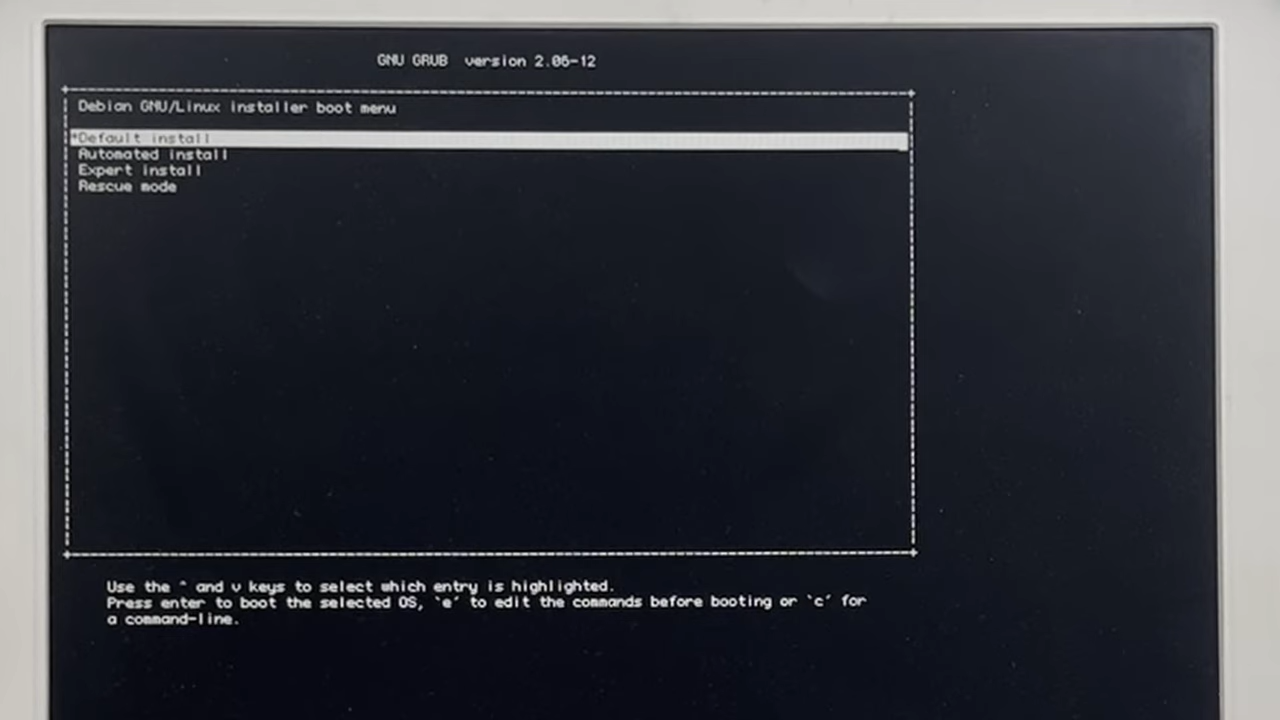 GNU GRUB version 2.06-12
Debian GNU/Linux installer boot menu
*Default install
Automated install
Expert install
Rescue mode
Use the ^ and v keys to select which entry is highlighted.
Press enter to boot the selected OS, `e' to edit the commands before booting or `c' for
a command-line.